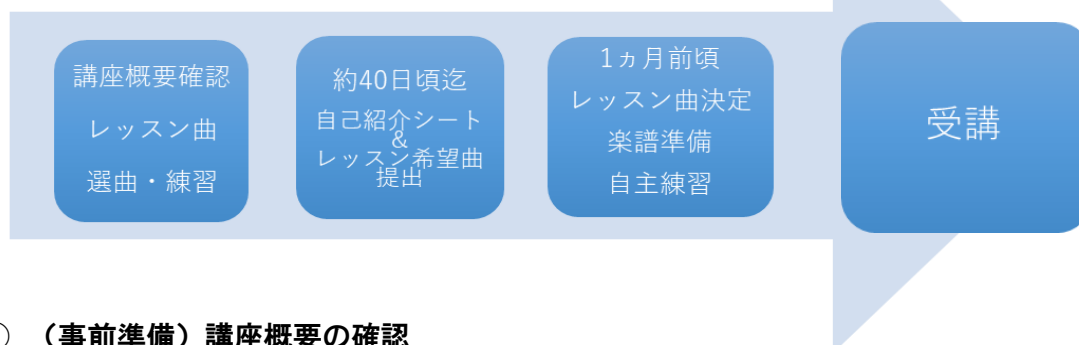 講座概要確認
レッスン曲
選曲・練習
約40日頃迄
自己紹介シート
&
レッスン希望曲
提出
1ヵ月前頃
レッスン曲決定
楽譜準備
自主練習
受講
（事前準備）講座概要の確認